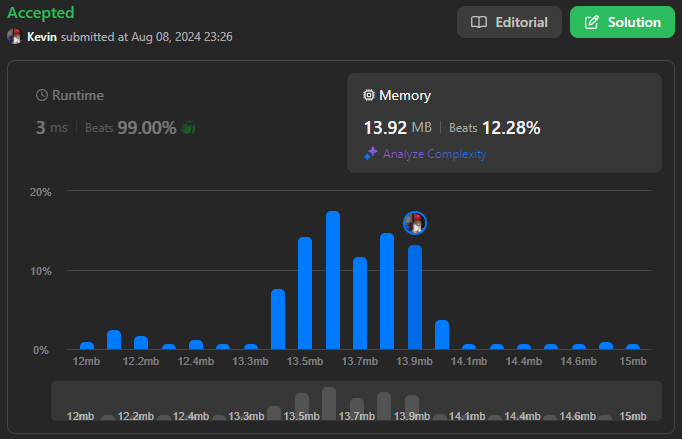 Accepted
Editorial
Solution
Kevin submitted at Aug 08, 2024 23:26
Runtime
3 ms Beats 99.00%
Memory
13.92 MB Beats 12.28%
Analyze Complexity
20%
10%
0%
12mb 12.2mb 12.4mb 13.3mb 13.5mb 13.7mb 13.9mb 14.1mb 14.4mb 14.6mb 15mb
12mb 12.2mb 12.4mb 13.3mb 13.5mb 13.7mb 13.9mb 14.1mb 14.4mb 14.6mb 15mb